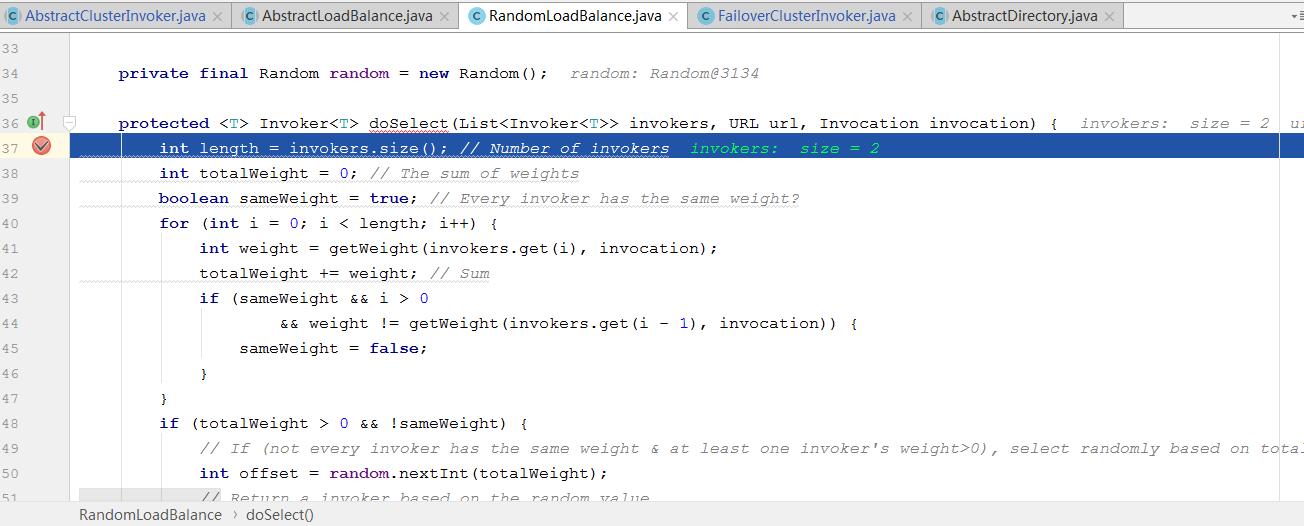 AbstractClusterInvoker.java AbstractLoadBalance.java RandomLoadBalance.java FailoverClusterInvoker.java AbstractDirectory.java
33
34 private final Random random = new Random(); random: Random@3134
35
36 protected <T> Invoker<T> doSelect(List<Invoker<T>> invokers, URL url, Invocation invocation) { invokers: size = 2
37 int length = invokers.size(); // Number of invokers invokers: size = 2
38 int totalWeight = 0; // The sum of weights
39 boolean sameWeight = true; // Every invoker has the same weight?
40 for (int i = 0; i < length; i++) {
41 int weight = getWeight(invokers.get(i), invocation);
42 totalWeight += weight; // Sum
43 if (sameWeight && i > 0
44 && weight != getWeight(invokers.get(i - 1), invocation)) {
45 sameWeight = false;
46 }
47 }
48 if (totalWeight > 0 && !sameWeight) {
49 // If (not every invoker has the same weight & at least one invoker's weight>0), select randomly based on
50 int offset = random.nextInt(totalWeight);
51 // Return a invoker based on the random value
RandomLoadBalance › doSelect()